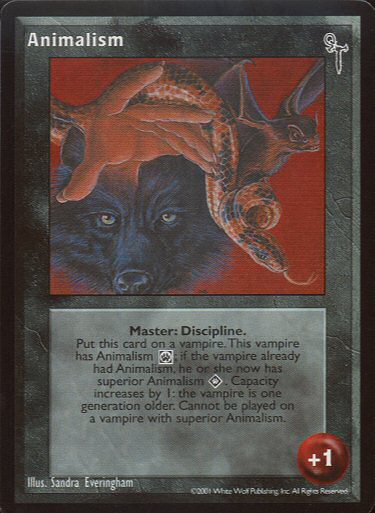 Animalism
Master: Discipline.
Put this card on a vampire. This vampire
has Animalism ; if the vampire already
had Animalism, he or she now has
superior Animalism . Capacity
increases by 1: the vampire is one
generation older. Cannot be played on
a vampire with superior Animalism.
+1
Illus. Sandra Everingham
©2001 White Wolf Publishing, Inc. All Rights Reserved.